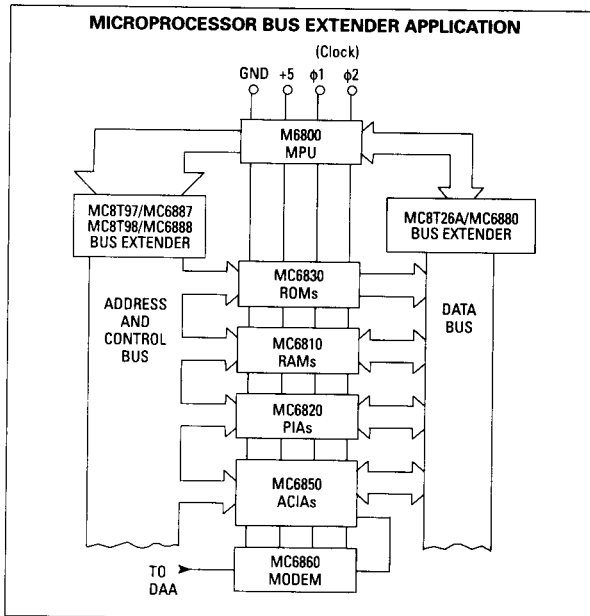 MICROPROCESSOR BUS EXTENDER APPLICATION
(Clock)
GND +5 ϕ1 ϕ2
M6800
MPU
MC8T97/MC6887
MC8T98/MC6888
BUS EXTENDER
MC8T26A/MC6880
BUS EXTENDER
ADDRESS
AND
CONTROL
BUS
MC6830
ROMs
DATA
BUS
MC6810
RAMs
MC6820
PIAs
MC6850
ACIAs
TO
DAA
MC6860
MODEM